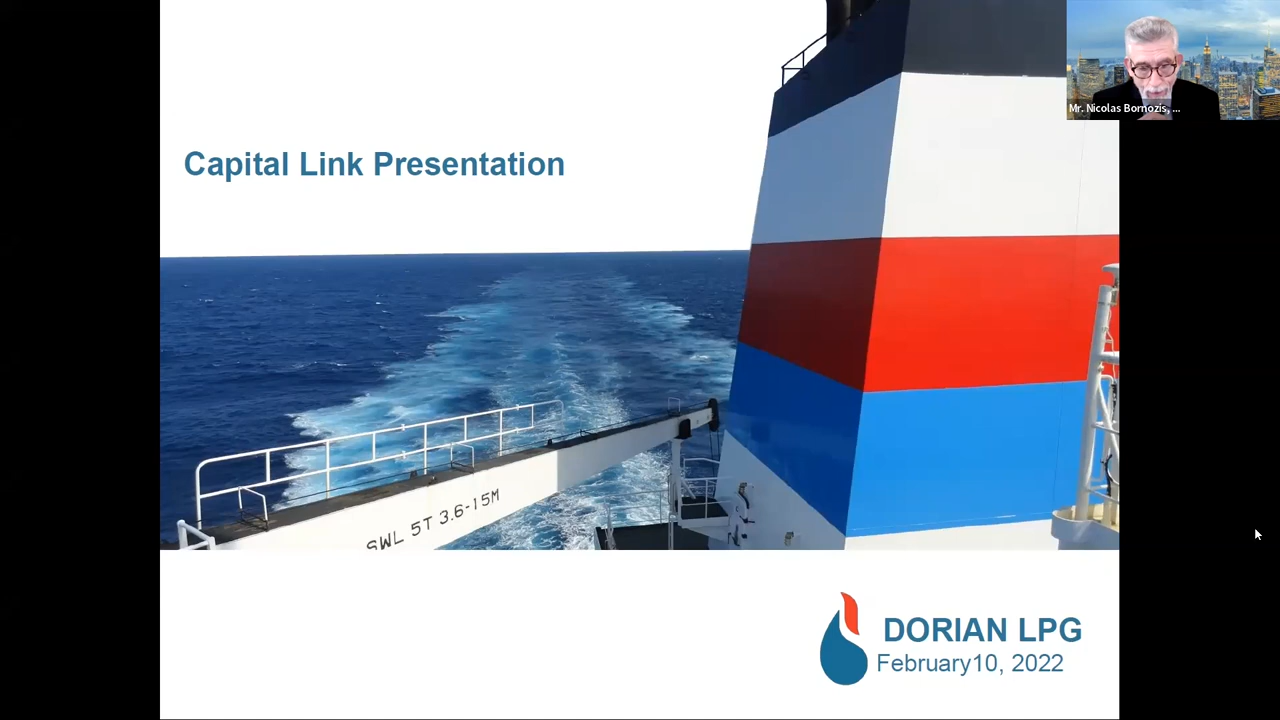 Mr. Nicolas Bornozis, ...
Capital Link Presentation
SWL 5T 3.6-15M
DORIAN LPG
February10, 2022